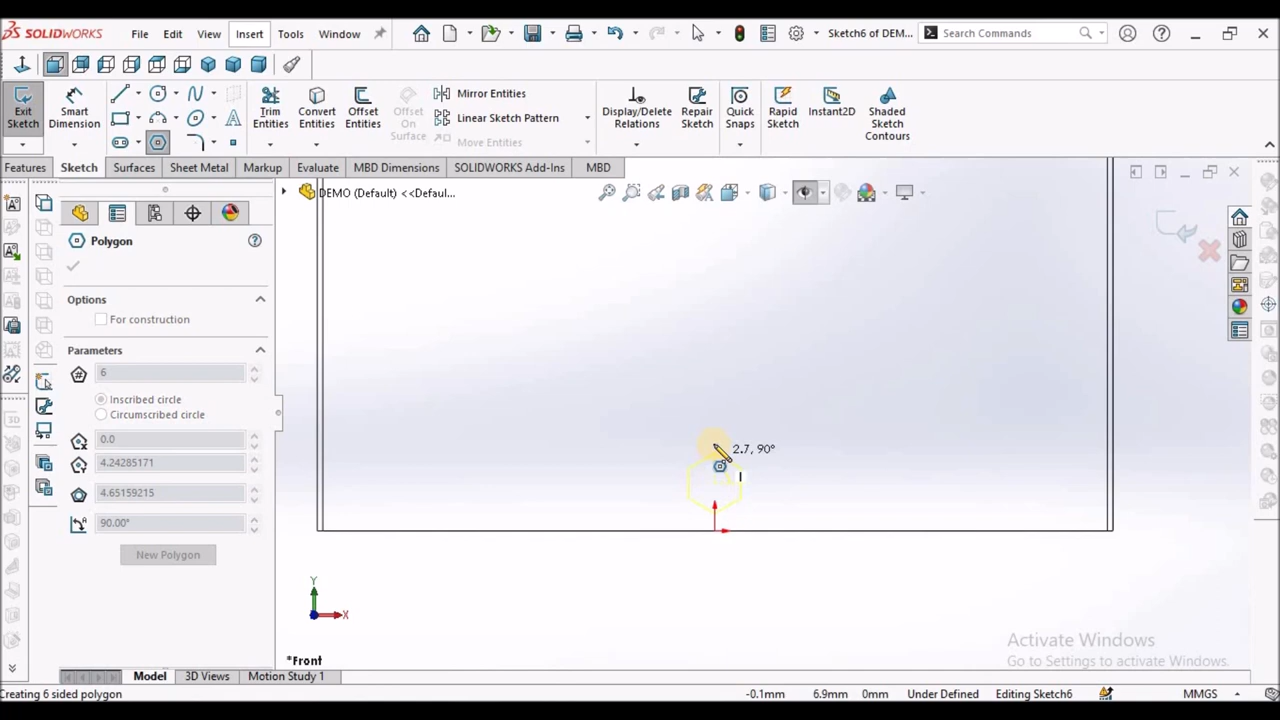 SOLIDWORKS File Edit View Insert Tools Window Sketch6 of DEM... Search Commands
Exit Sketch
Smart Dimension
Trim Entities
Convert Entities
Offset Entities
Offset On Surface
Mirror Entities
Linear Sketch Pattern
Move Entities
Display/Delete Relations
Repair Sketch
Quick Snaps
Rapid Sketch
Instant2D
Shaded Sketch Contours
Features Sketch Surfaces Sheet Metal Markup Evaluate MBD Dimensions SOLIDWORKS Add-Ins MBD
DEMO (Default) <<Defaul...
Polygon
Options
For construction
Parameters
6
Inscribed circle
Circumscribed circle
0.0
4.24285171
4.65159215
90.00°
New Polygon
2.7, 90°
Y
X
*Front
Activate Windows
Go to Settings to activate Windows.
Model 3D Views Motion Study 1
Creating 6 sided polygon -0.1mm 6.9mm 0mm Under Defined Editing Sketch6 MMGS